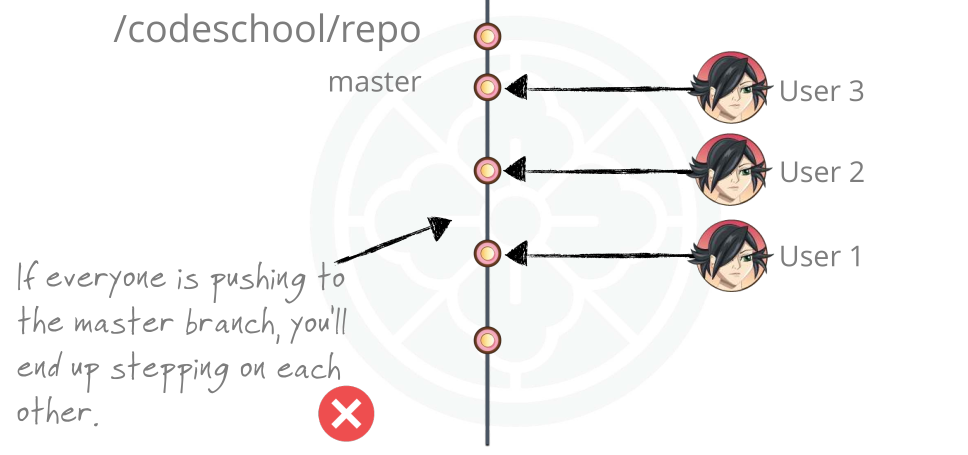 /codeschool/repo
master
User 3
User 2
User 1
If everyone is pushing to
the master branch, you'll
end up stepping on each
other.